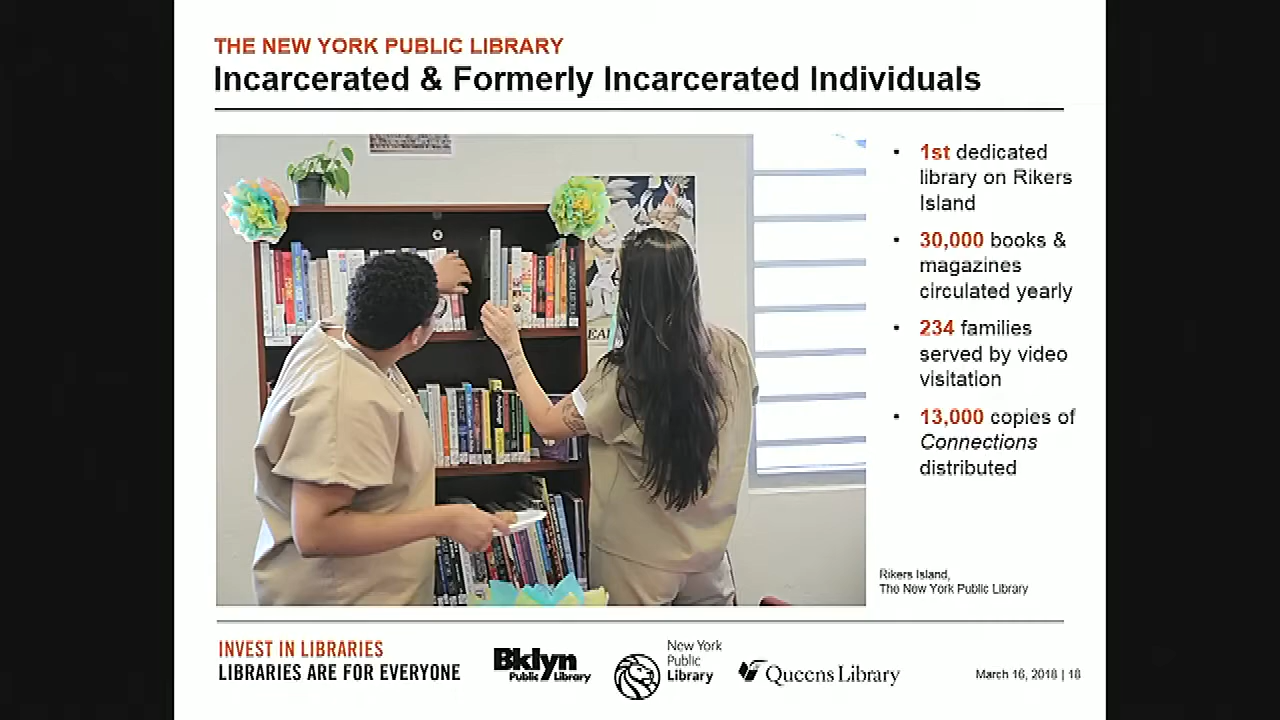 THE NEW YORK PUBLIC LIBRARY
Incarcerated & Formerly Incarcerated Individuals
• 1st dedicated
library on Rikers
Island
• 30,000 books &
magazines
circulated yearly
• 234 families
served by video
visitation
• 13,000 copies of
Connections
distributed
Rikers Island,
The New York Public Library
INVEST IN LIBRARIES
LIBRARIES ARE FOR EVERYONE
Bklyn
Public Library
New York
Public
Library
Queens Library
March 16, 2018 | 18